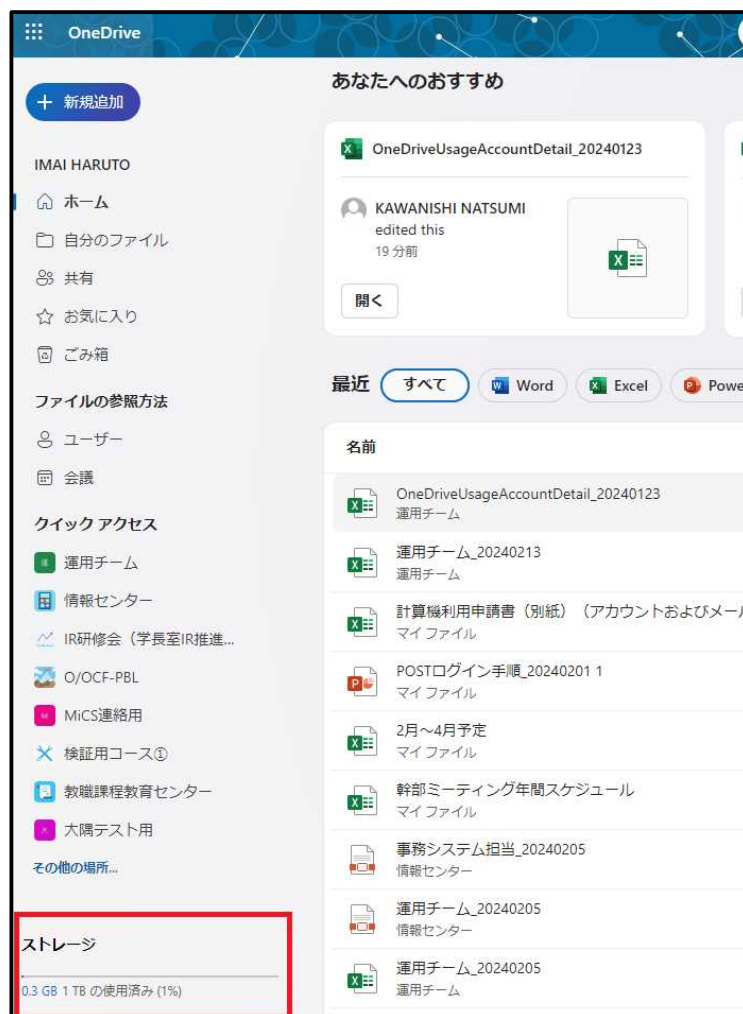 OneDrive
新規追加
IMAI HARUTO
ホーム
自分のファイル
共有
お気に入り
ごみ箱
ファイルの参照方法
ユーザー
会議
クイック アクセス
運用チーム
情報センター
IR研修会（学長室IR推進...
O/OCF-PBL
M MiCS連絡用
検証用コース①
教職課程教育センター
大隅テスト用
その他の場所...
ストレージ
0.3 GB 1 TB の使用済み (1%)
あなたへのおすすめ
OneDriveUsageAccountDetail_20240123
KAWANISHI NATSUMI
edited this
19 分前
開く
最近 すべて Word Excel Powe
名前
OneDriveUsageAccountDetail_20240123
運用チーム
運用チーム_20240213
運用チーム
計算機利用申請書（別紙）（アカウントおよびメール
マイ ファイル
POSTログイン手順_20240201 1
マイ ファイル
2月～4月予定
マイ ファイル
幹部ミーティング年間スケジュール
マイ ファイル
事務システム担当_20240205
情報センター
運用チーム_20240205
情報センター
運用チーム_20240205
運用チーム